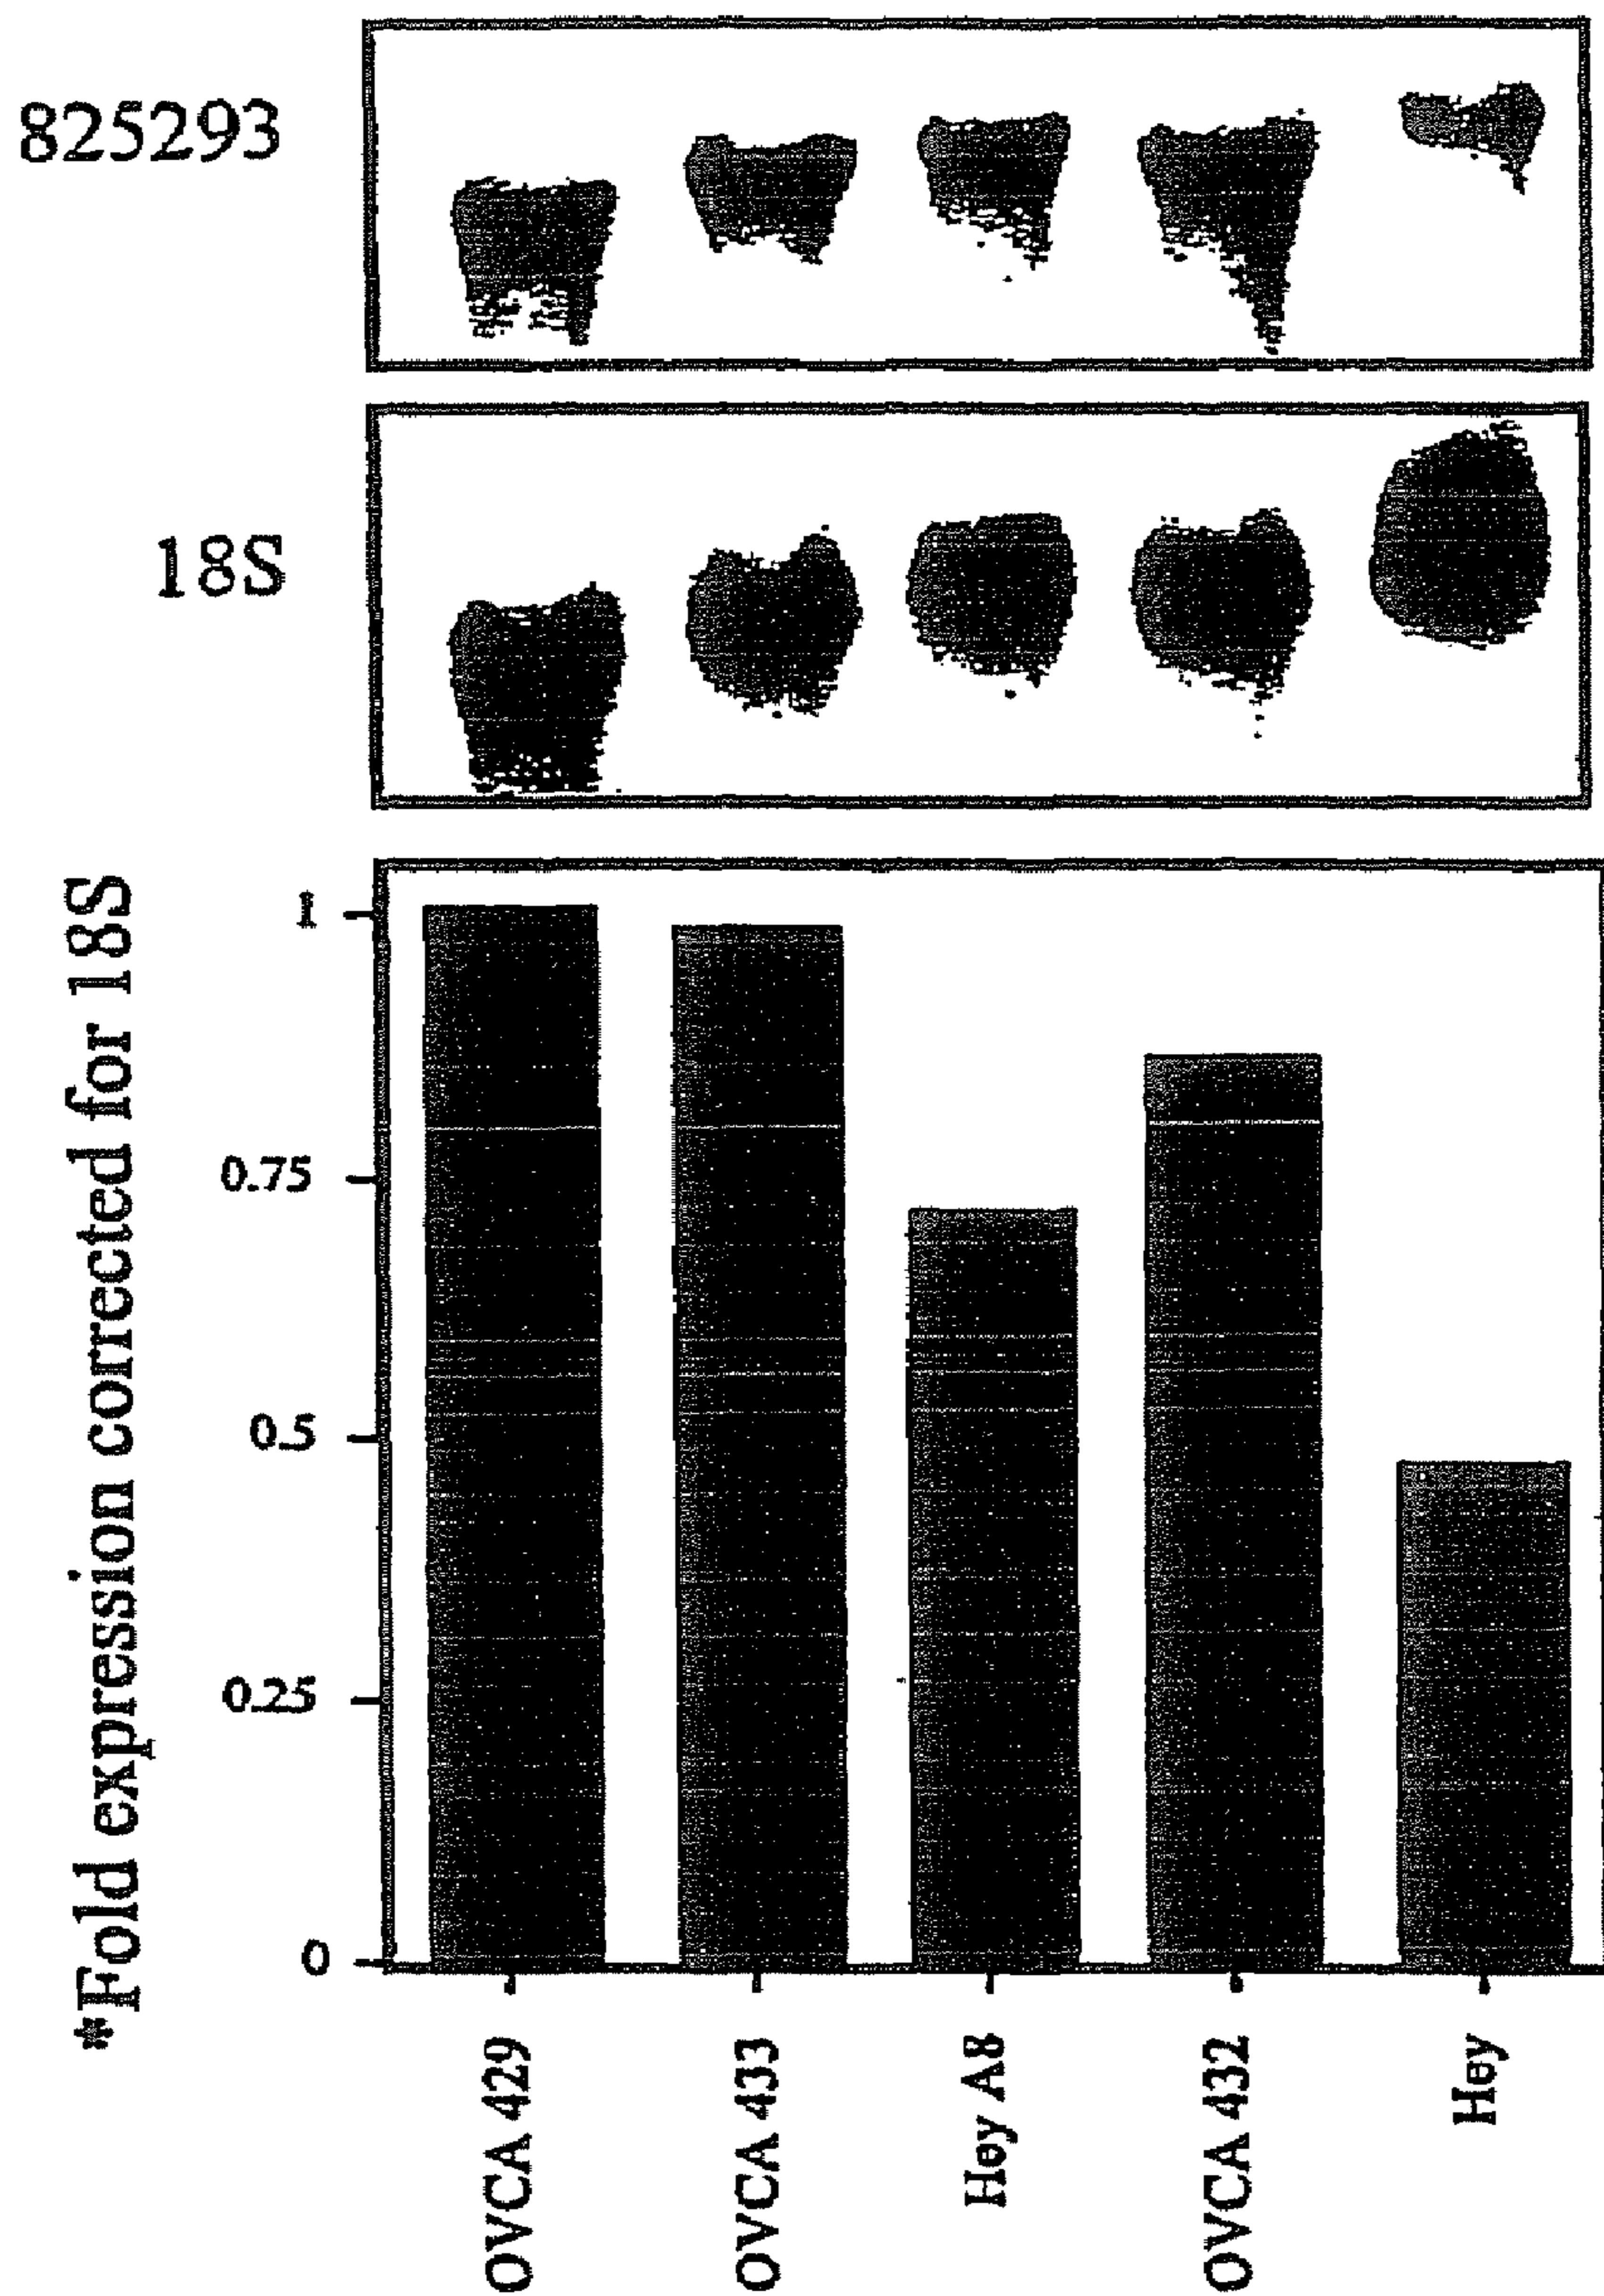 825293
18S
*Fold expression corrected for 18S
1
0.75
0.5
0.25
0
OVCA 429
OVCA 433
Hey A8
OVCA 432
Hey